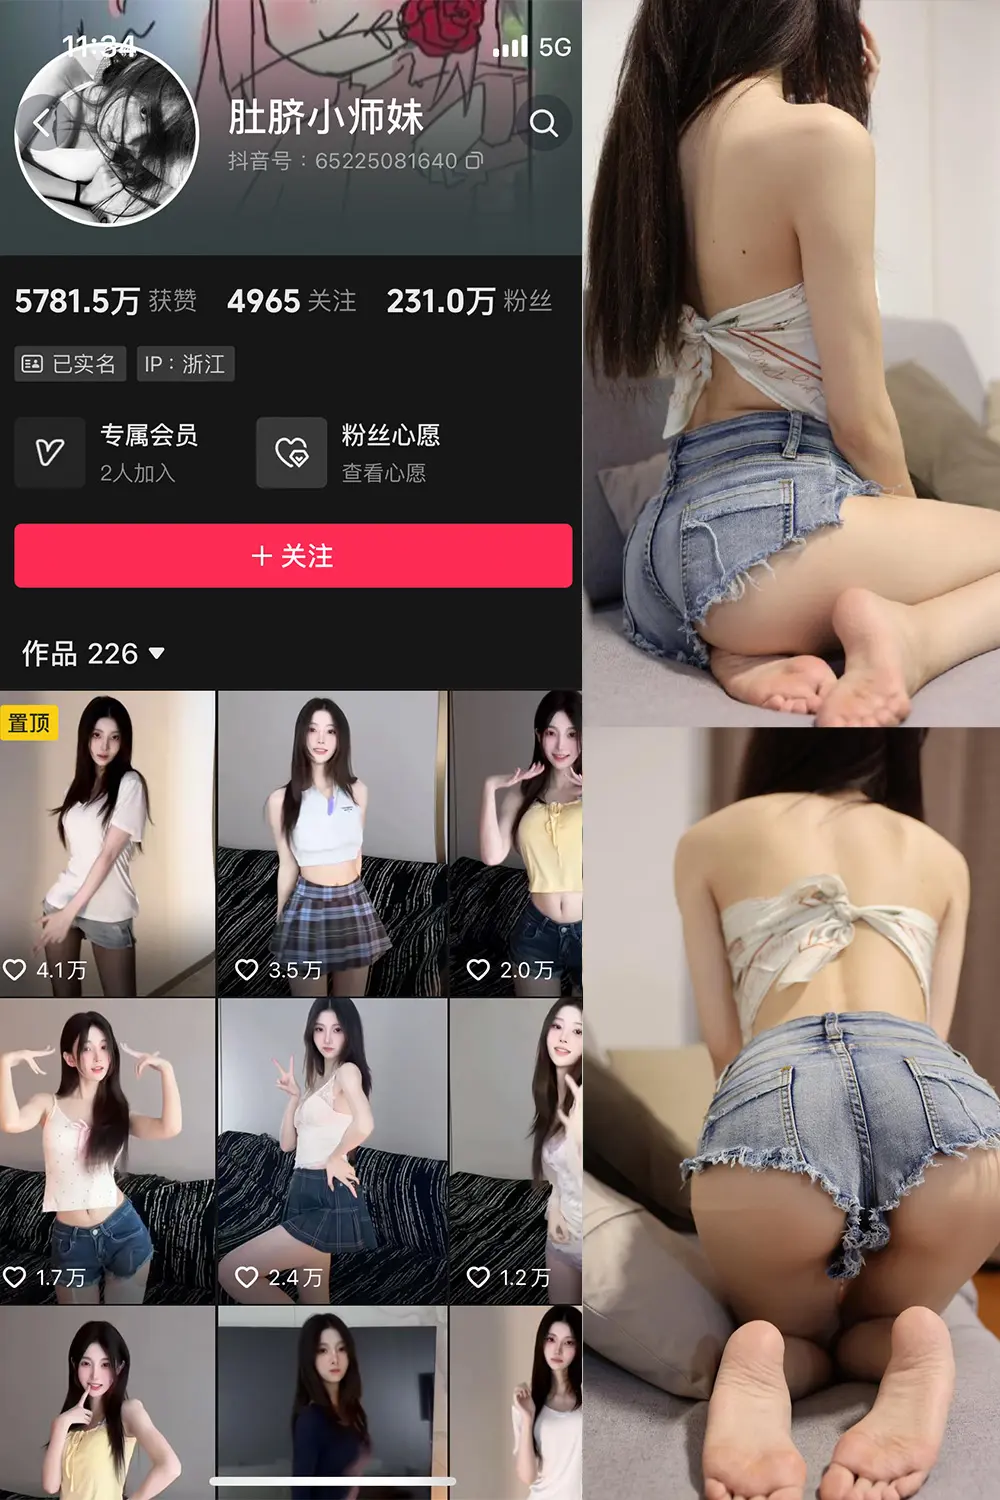 11:34
5G
肚脐小师妹
抖音号：65225081640
5781.5万 获赞 4965 关注 231.0万 粉丝
已实名 IP：浙江
专属会员
2人加入
粉丝心愿
查看心愿
+ 关注
作品 226
置顶
4.1万 3.5万 2.0万
1.7万 2.4万 1.2万